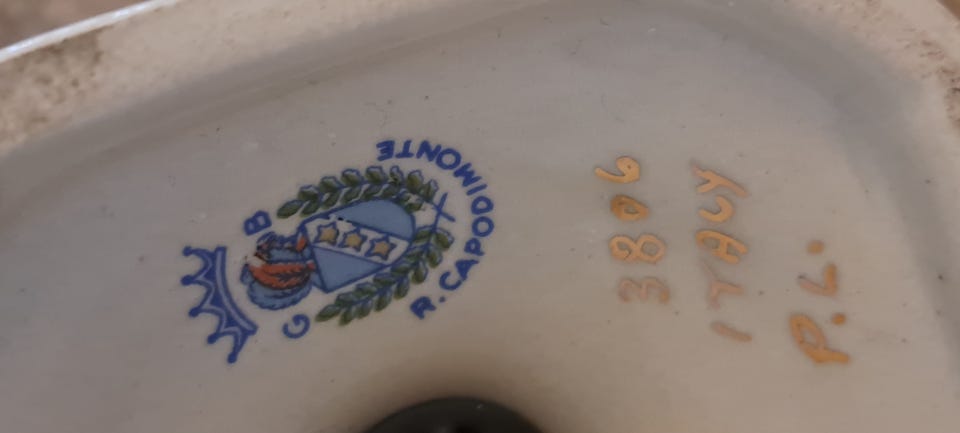 G B
R. CAPODIMONTE
3806
ITALY
P.L.